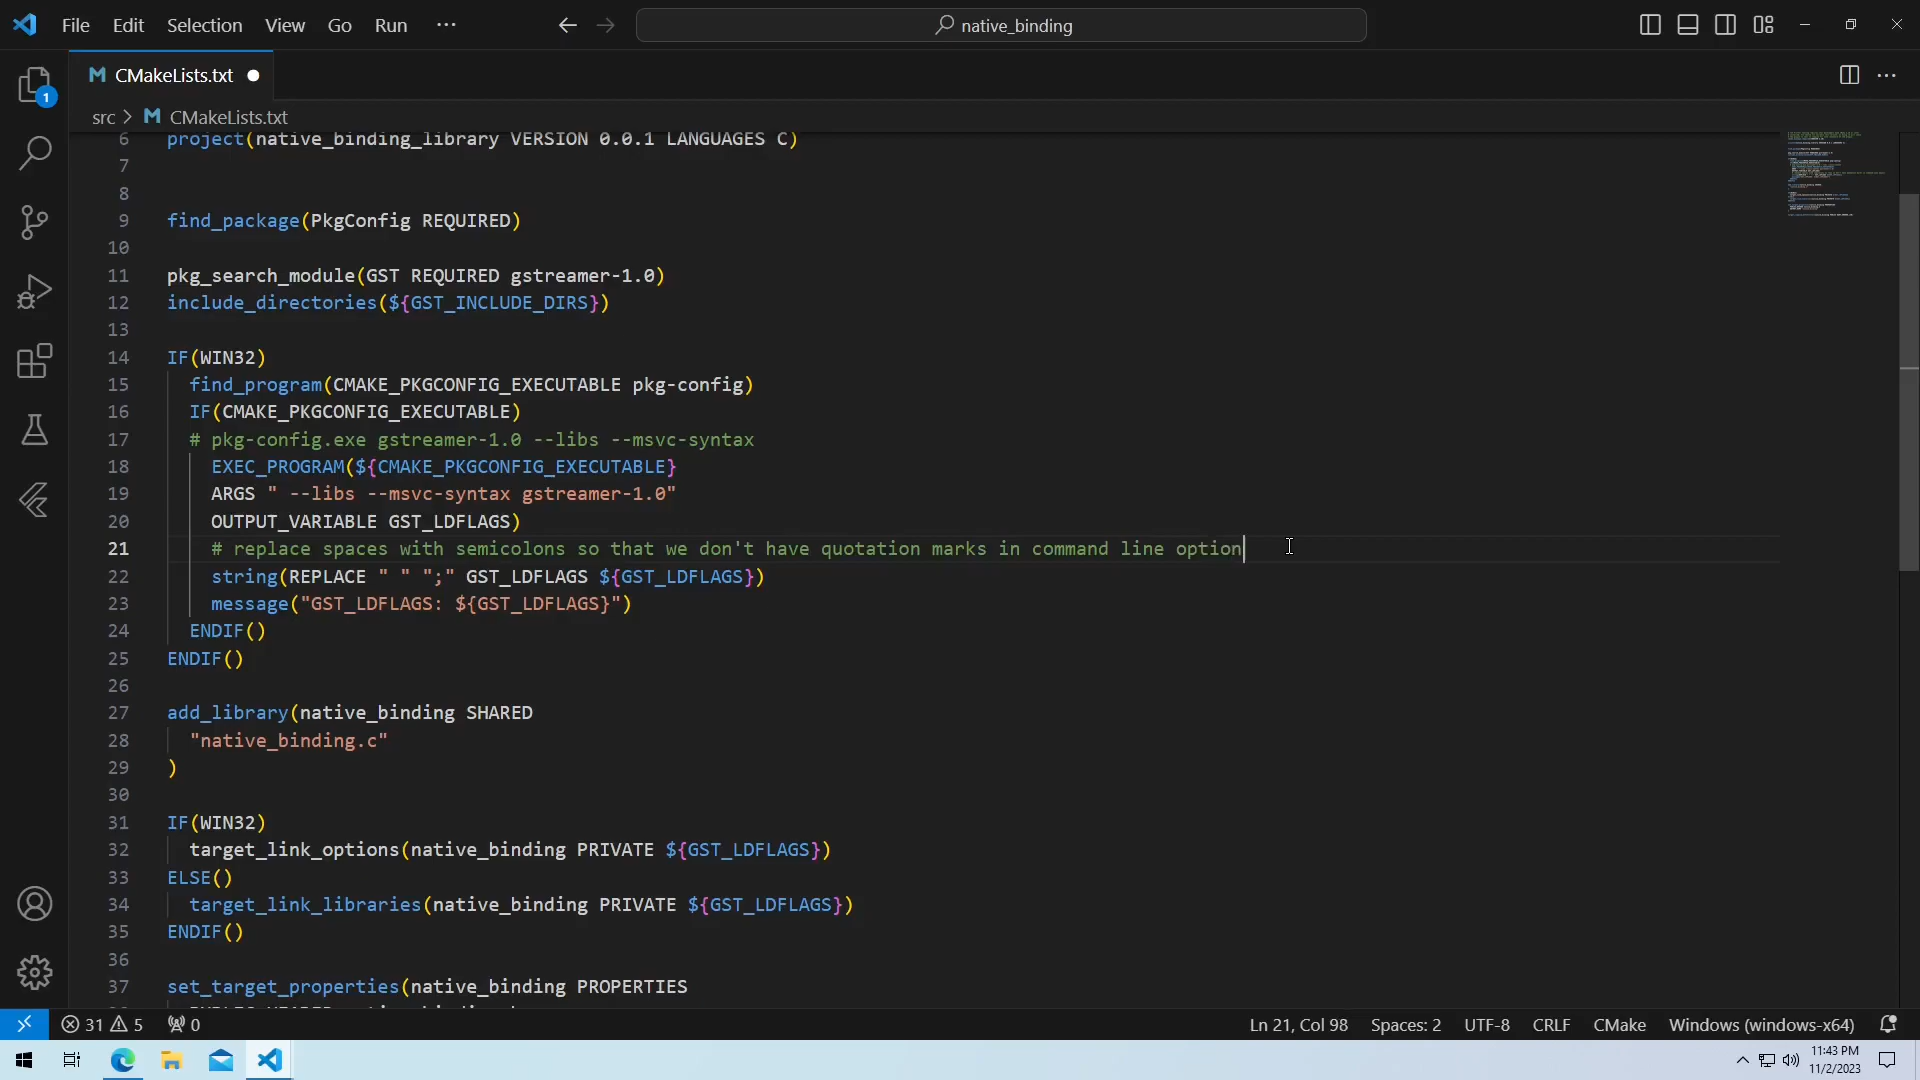 File Edit Selection View Go Run ···
native_binding
CMakeLists.txt
src > CMakeLists.txt
6 project(native_binding_library VERSION 0.0.1 LANGUAGES C)
7
8
9 find_package(PkgConfig REQUIRED)
10
11 pkg_search_module(GST REQUIRED gstreamer-1.0)
12 include_directories(${GST_INCLUDE_DIRS})
13
14 IF(WIN32)
15 find_program(CMAKE_PKGCONFIG_EXECUTABLE pkg-config)
16 IF(CMAKE_PKGCONFIG_EXECUTABLE)
17 # pkg-config.exe gstreamer-1.0 --libs --msvc-syntax
18 EXEC_PROGRAM(${CMAKE_PKGCONFIG_EXECUTABLE}
19 ARGS " --libs --msvc-syntax gstreamer-1.0"
20 OUTPUT_VARIABLE GST_LDFLAGS)
21 # replace spaces with semicolons so that we don't have quotation marks in command line option
22 string(REPLACE " " ";" GST_LDFLAGS ${GST_LDFLAGS})
23 message("GST_LDFLAGS: ${GST_LDFLAGS}")
24 ENDIF()
25 ENDIF()
26
27 add_library(native_binding SHARED
28 "native_binding.c"
29 )
30
31 IF(WIN32)
32 target_link_options(native_binding PRIVATE ${GST_LDFLAGS})
33 ELSE()
34 target_link_libraries(native_binding PRIVATE ${GST_LDFLAGS})
35 ENDIF()
36
37 set_target_properties(native_binding PROPERTIES
1
31 5 0
Ln 21, Col 98 Spaces: 2 UTF-8 CRLF CMake Windows (windows-x64)
11:43 PM
11/2/2023